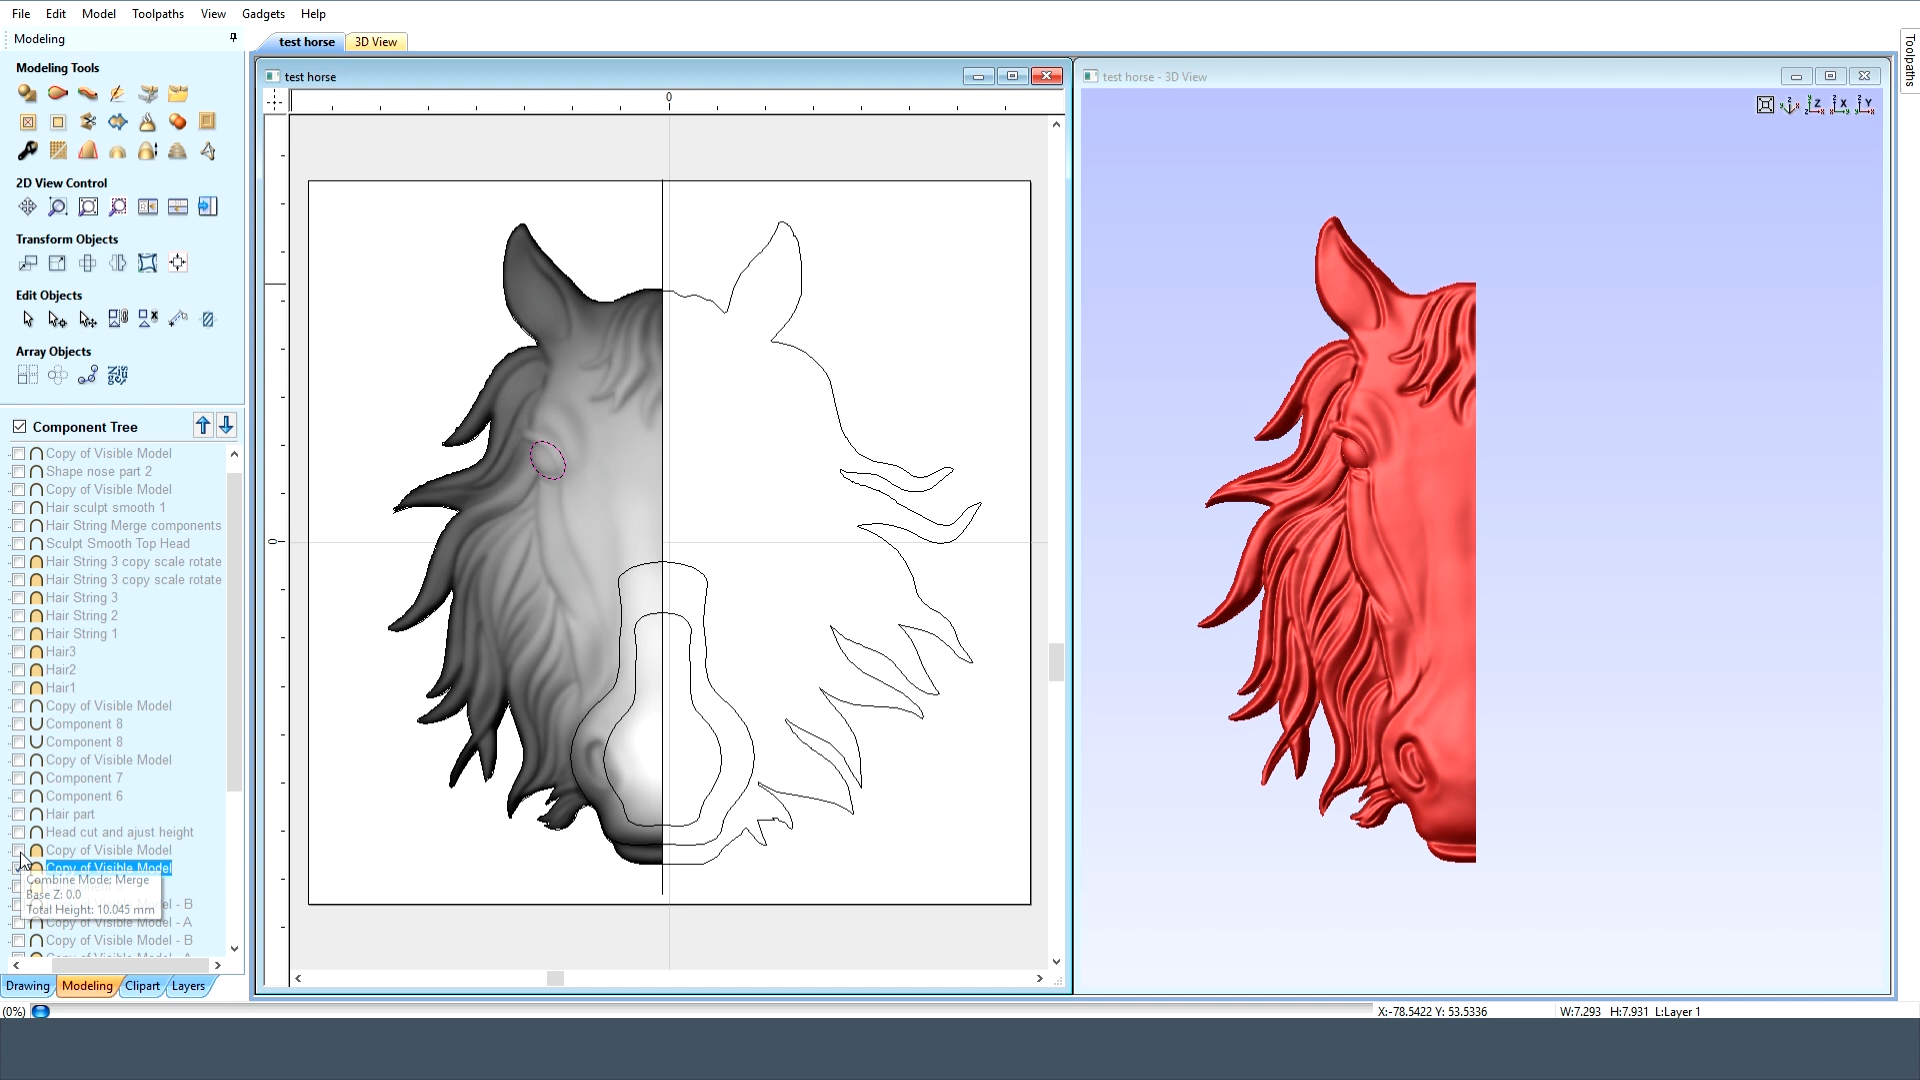 File Edit Model Toolpaths View Gadgets Help
Modeling
test horse 3D View
Toolpaths
Modeling Tools
2D View Control
Transform Objects
Edit Objects
Array Objects
Component Tree
Copy of Visible Model
Shape nose part 2
Copy of Visible Model
Hair sculpt smooth 1
Hair String Merge components
Sculpt Smooth Top Head
Hair String 3 copy scale rotate
Hair String 3 copy scale rotate
Hair String 3
Hair String 2
Hair String 1
Hair3
Hair2
Hair1
Copy of Visible Model
Component 8
Component 8
Copy of Visible Model
Component 7
Component 6
Hair part
Head cut and ajust height
Copy of Visible Model
Copy of Visible Model
Combine Mode: Merge
Base Z: 0.0
Total Height: 10.045 mm
el - B
Copy of Visible Model - A
Copy of Visible Model - B
Drawing Modeling Clipart Layers
test horse
0
0
test horse - 3D View
Z X Y
(0%)
X:-78.5422 Y: 53.5336
W:7.293 H:7.931 L:Layer 1